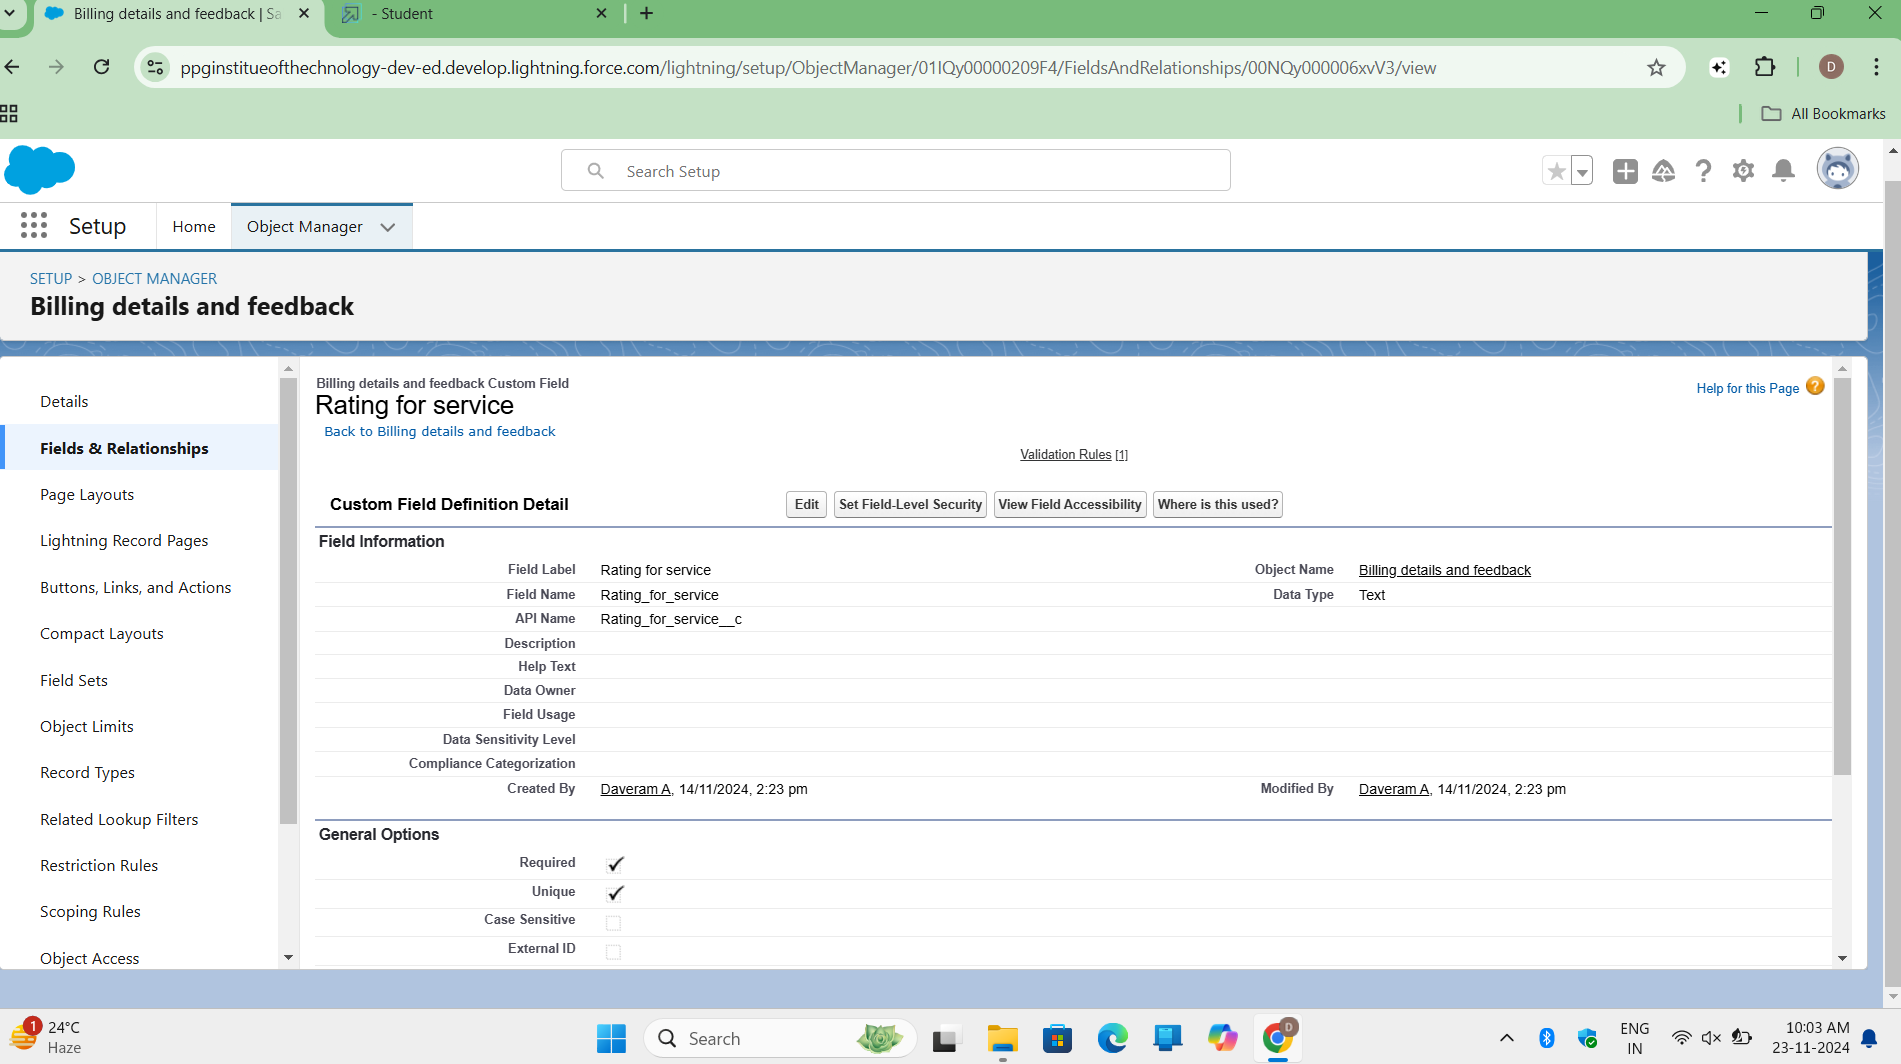 Billing details and feedback | Sa
- Student
ppginstitueofthechnology-dev-ed.develop.lightning.force.com/lightning/setup/ObjectManager/01IQy00000209F4/FieldsAndRelationships/00NQy000006xvV3/view
D
All Bookmarks
Search Setup
Setup
Home
Object Manager
SETUP > OBJECT MANAGER
Billing details and feedback
Details
Fields & Relationships
Page Layouts
Lightning Record Pages
Buttons, Links, and Actions
Compact Layouts
Field Sets
Object Limits
Record Types
Related Lookup Filters
Restriction Rules
Scoping Rules
Object Access
Billing details and feedback Custom Field
Rating for service
Back to Billing details and feedback
Help for this Page ?
Validation Rules [1]
Custom Field Definition Detail
Edit
Set Field-Level Security
View Field Accessibility
Where is this used?
Field Information
Field Label Rating for service Object Name Billing details and feedback
Field Name Rating_for_service Data Type Text
API Name Rating_for_service__c
Description
Help Text
Data Owner
Field Usage
Data Sensitivity Level
Compliance Categorization
Created By Daveram A, 14/11/2024, 2:23 pm Modified By Daveram A, 14/11/2024, 2:23 pm
General Options
Required
Unique
Case Sensitive
External ID
1
24°C
Haze
Search
D
ENG
IN
10:03 AM
23-11-2024